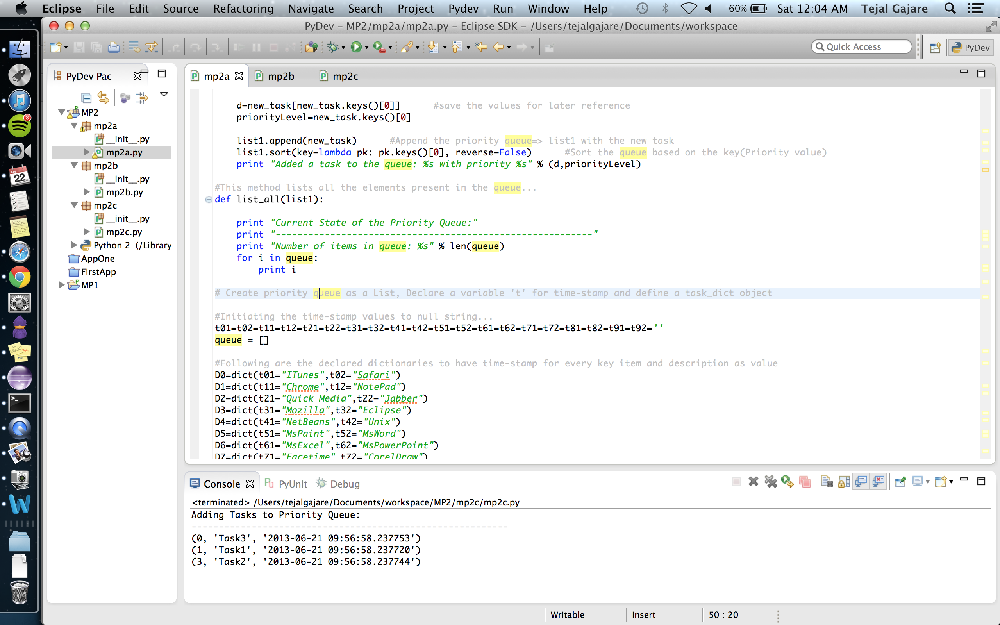 Eclipse File Edit Source Refactoring Navigate Search Project Pydev Run Window Help 60% Sat 12:04 AM Tejal Gajare
PyDev – MP2/mp2a/mp2a.py – Eclipse SDK – /Users/tejalgajare/Documents/workspace
Quick Access PyDev
PyDev Pac
MP2
mp2a
__init__.py
mp2a.py
mp2b
__init__.py
mp2b.py
mp2c
__init__.py
mp2c.py
Python 2 (/Library
AppOne
FirstApp
MP1
3
JUN
22
mp2a mp2b mp2c
d=new_task[new_task.keys()[0]] #save the values for later reference
priorityLevel=new_task.keys()[0]
list1.append(new_task) #Append the priority queue=> list1 with the new task
list1.sort(key=lambda pk: pk.keys()[0], reverse=False) #Sort the queue based on the key(Priority value)
print "Added a task to the queue: %s with priority %s" % (d,priorityLevel)
#This method lists all the elements present in the queue...
def list_all(list1):
print "Current State of the Priority Queue:"
print "----------------------------------------------------------"
print "Number of items in queue: %s" % len(queue)
for i in queue:
print i
# Create priority queue as a List, Declare a variable 't' for time-stamp and define a task_dict object
#Initiating the time-stamp values to null string...
t01=t02=t11=t12=t21=t22=t31=t32=t41=t42=t51=t52=t61=t62=t71=t72=t81=t82=t91=t92=''
queue = []
#Following are the declared dictionaries to have time-stamp for every key item and description as value
D0=dict(t01="ITunes",t02="Safari")
D1=dict(t11="Chrome",t12="NotePad")
D2=dict(t21="Quick Media",t22="Jabber")
D3=dict(t31="Mozilla",t32="Eclipse")
D4=dict(t41="NetBeans",t42="Unix")
D5=dict(t51="MsPaint",t52="MsWord")
D6=dict(t61="MsExcel",t62="MsPowerPoint")
D7=dict(t71="Facetime",t72="CorelDraw")
Console PyUnit Debug
<terminated> /Users/tejalgajare/Documents/workspace/MP2/mp2c/mp2c.py
Adding Tasks to Priority Queue:
----------------------------------------------------------
(0, 'Task3', '2013-06-21 09:56:58.237753')
(1, 'Task1', '2013-06-21 09:56:58.237720')
(3, 'Task2', '2013-06-21 09:56:58.237744')
Writable Insert 50 : 20